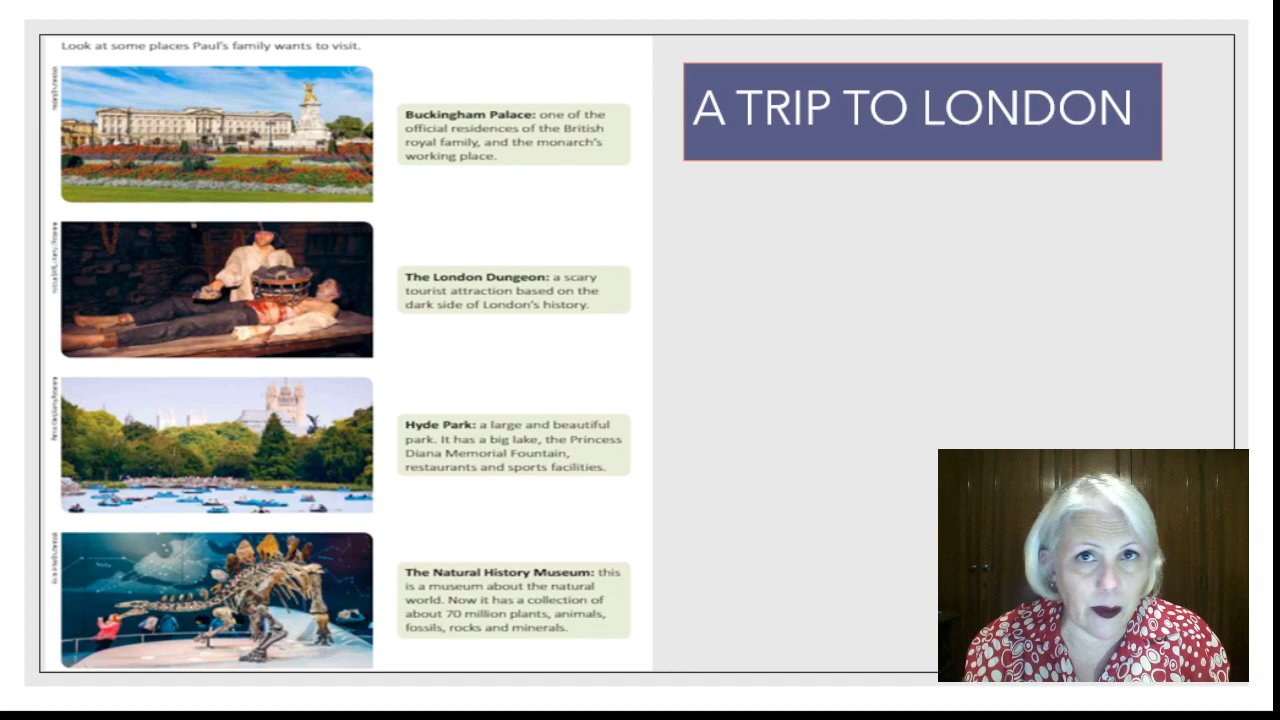 Look at some places Paul's family wants to visit.
Buckingham Palace: one of the
official residences of the British
royal family, and the monarch's
working place.
The London Dungeon: a scary
tourist attraction based on the
dark side of London's history.
Hyde Park: a large and beautiful
park. It has a big lake, the Princess
Diana Memorial Fountain,
restaurants and sports facilities.
The Natural History Museum: this
is a museum about the natural
world. Now it has a collection of
about 70 million plants, animals,
fossils, rocks and minerals.
A TRIP TO LONDON